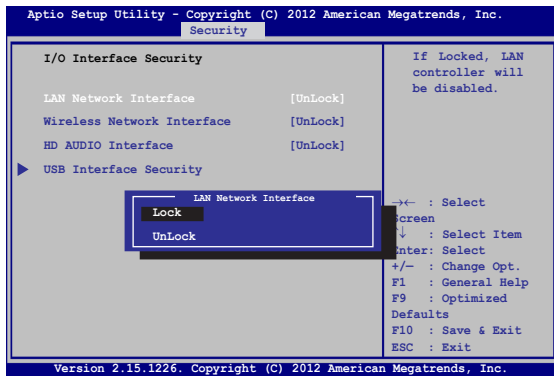 Aptio Setup Utility - Copyright (C) 2012 American Megatrends, Inc.
Security
I/O Interface Security
LAN Network Interface [UnLock]
Wireless Network Interface [UnLock]
HD AUDIO Interface [UnLock]
USB Interface Security
LAN Network Interface
Lock
UnLock
If Locked, LAN
controller will
be disabled.
→← : Select
Screen
↑↓ : Select Item
Enter: Select
+/— : Change Opt.
F1 : General Help
F9 : Optimized
Defaults
F10 : Save & Exit
ESC : Exit
Version 2.15.1226. Copyright (C) 2012 American Megatrends, Inc.